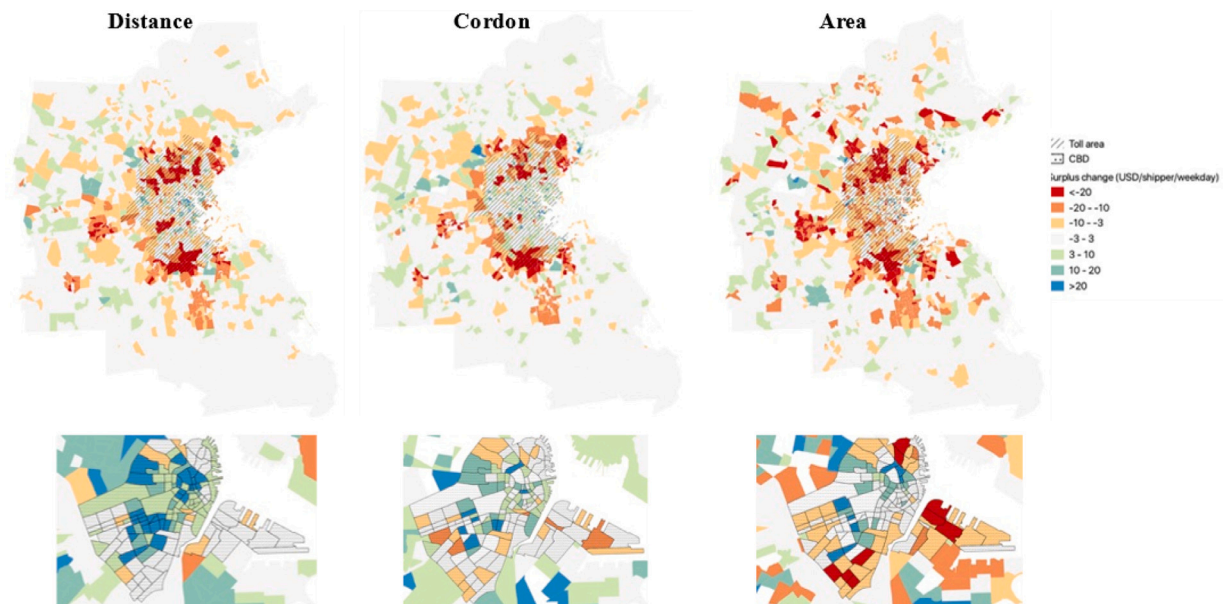 Distance
Cordon
Area
Toll area
CBD
Surplus change (USD/shipper/weekday)
<-20
-20 - -10
-10 - -3
-3 - 3
3 - 10
10 - 20
>20